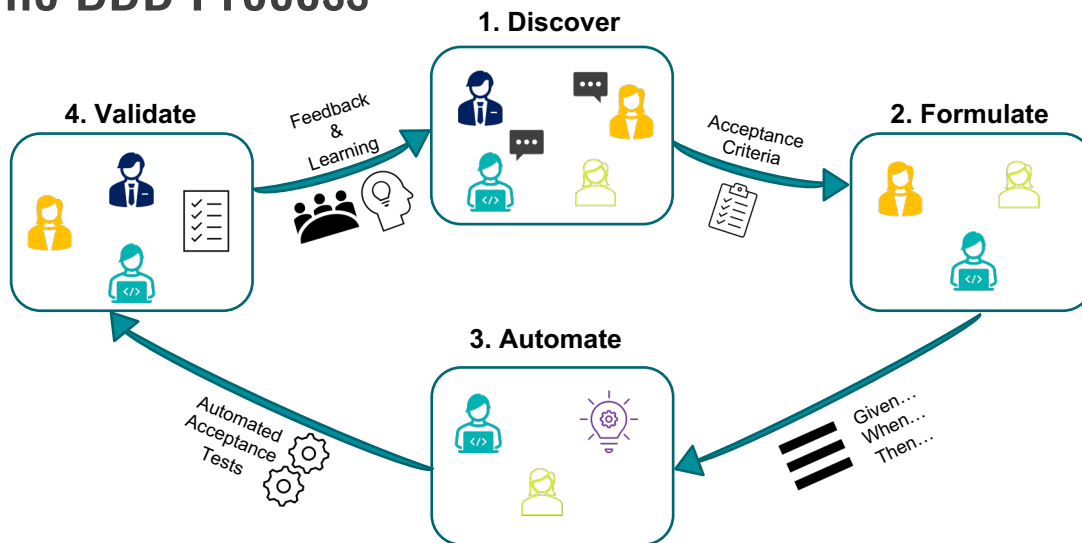 1. Discover
4. Validate
Feedback
&
Learning
Acceptance
Criteria
2. Formulate
</>
</>
</>
3. Automate
</>
Automated
Acceptance
Tests
Given...
When...
Then...